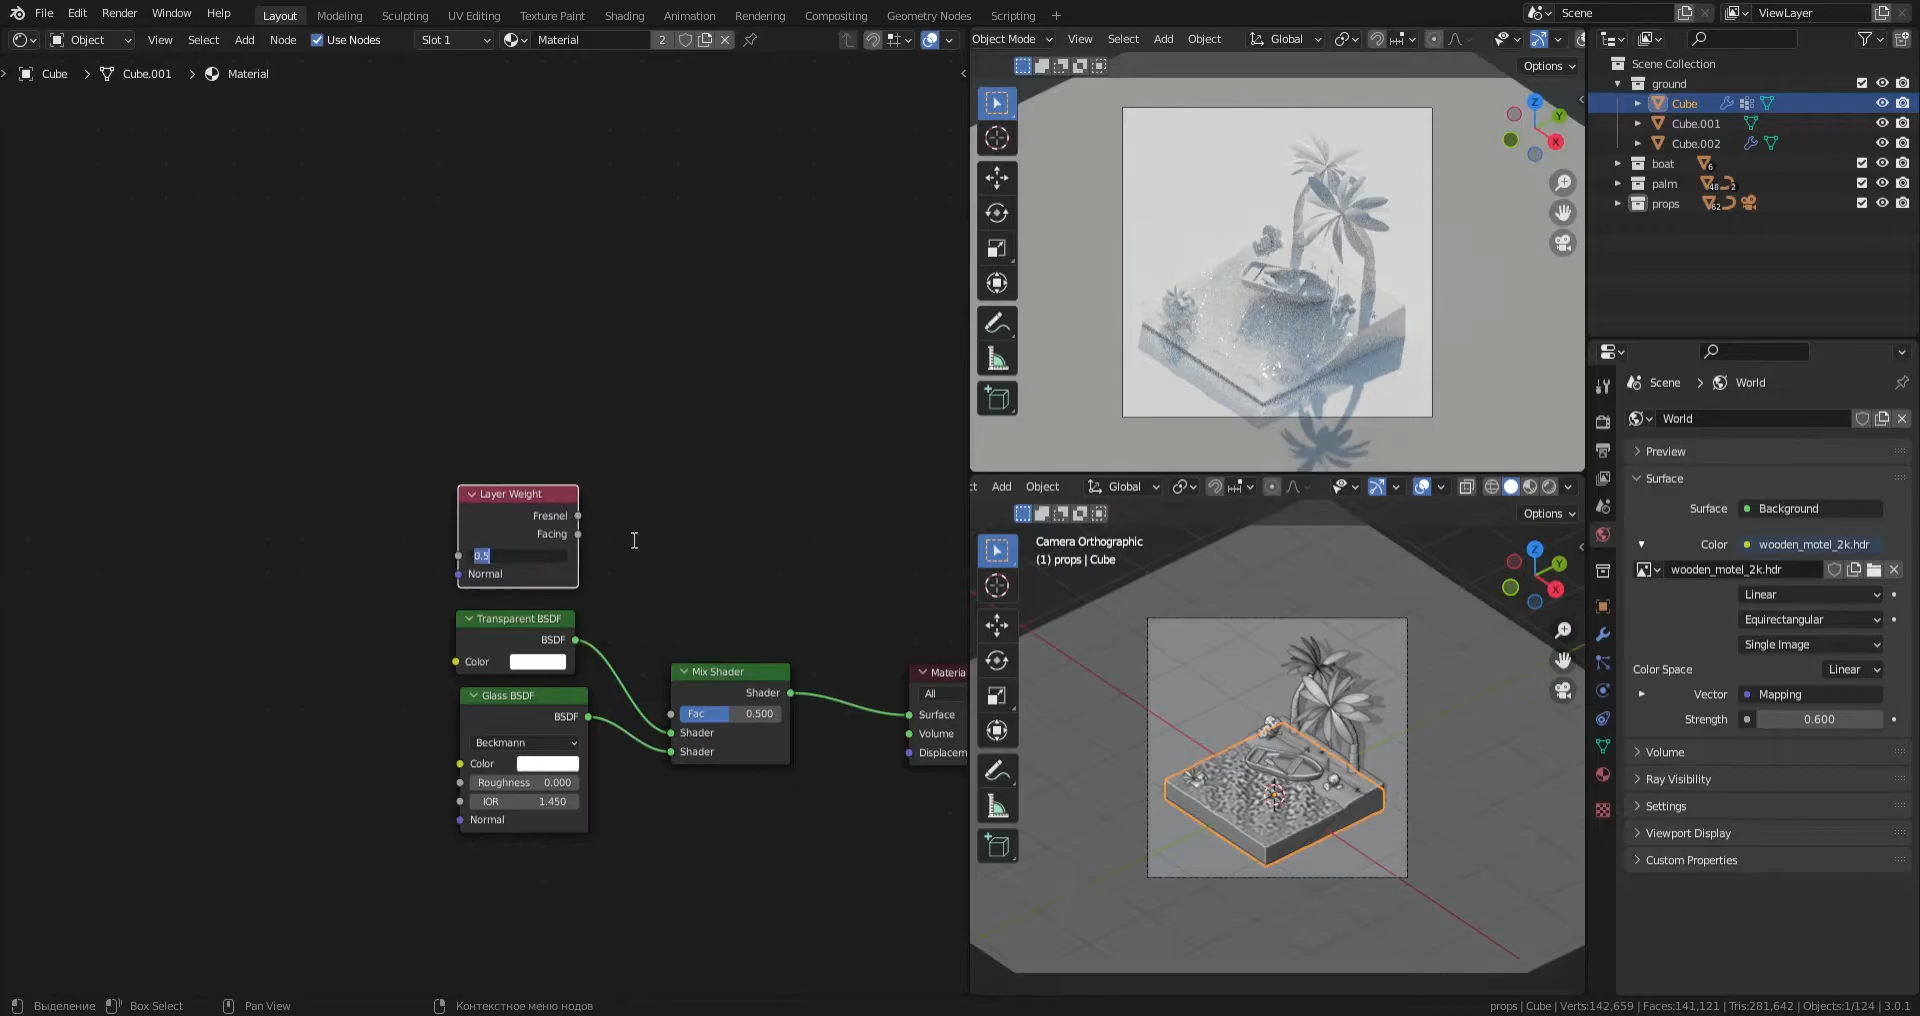 File Edit Render Window Help
Layout Modeling Sculpting UV Editing Texture Paint Shading Animation Rendering Compositing Geometry Nodes Scripting +
Scene
ViewLayer
Object View Select Add Node Use Nodes Slot 1 Material 2
Object Mode View Select Add Object Global
Cube > Cube.001 > Material
Options
Scene Collection
ground
Cube
Cube.001
Cube.002
boat 6
palm 48 2
props 62
Z
Y
X
Layer Weight
Fresnel
Facing
0.5
Normal
Transparent BSDF
BSDF
Color
Glass BSDF
BSDF
Beckmann
Color
Roughness 0.000
IOR 1.450
Normal
Mix Shader
Shader
Fac 0.500
Shader
Shader
Materia
All
Surface
Volume
Displacem
ct Add Object Global
Options
Camera Orthographic
(1) props | Cube
Z
Y
X
Scene > World
World
Preview
Surface
Surface Background
Color wooden_motel_2k.hdr
wooden_motel_2k.hdr
Linear
Equirectangular
Single Image
Color Space Linear
Vector Mapping
Strength 0.600
Volume
Ray Visibility
Settings
Viewport Display
Custom Properties
Выделение Box Select Pan View Контекстное меню нодов
props | Cube | Verts:142,659 | Faces:141,121 | Tris:281,642 | Objects:1/124 | 3.0.1